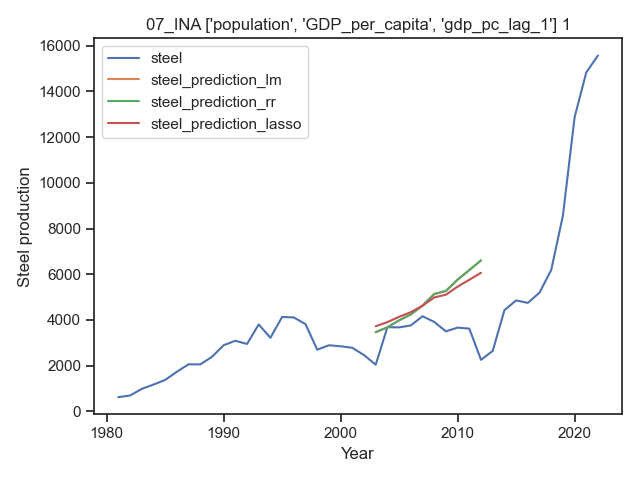 07_INA ['population', 'GDP_per_capita', 'gdp_pc_lag_1'] 1
steel
steel_prediction_lm
steel_prediction_rr
steel_prediction_lasso
Steel production
16000
14000
12000
10000
8000
6000
4000
2000
0
1980
1990
2000
2010
2020
Year